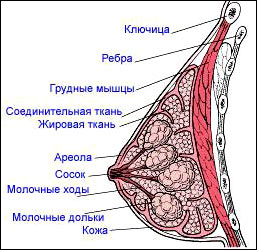 Ключица
Ребра
Грудные мышцы
Соединительная ткань
Жировая ткань
Ареола
Сосок
Молочные ходы
Молочные дольки
Кожа